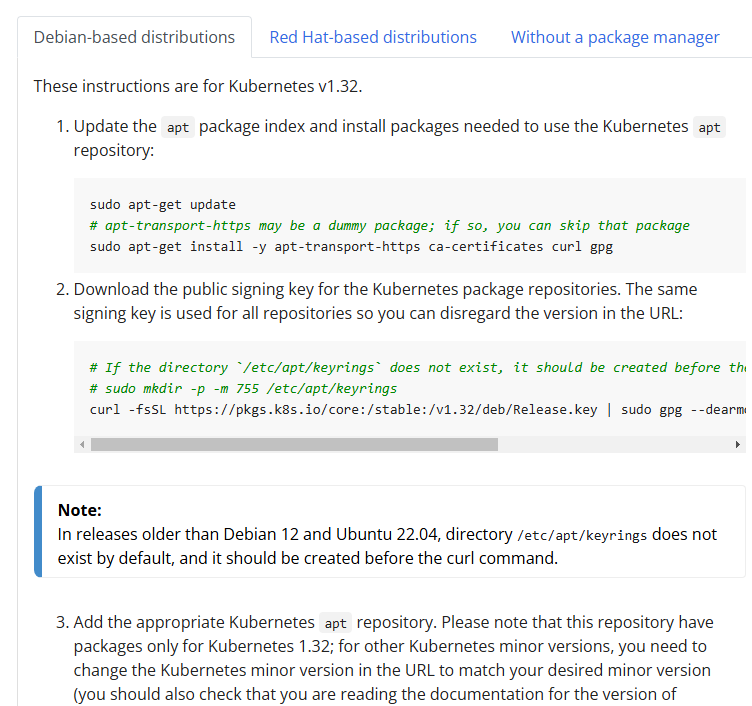 Debian-based distributions Red Hat-based distributions Without a package manager
These instructions are for Kubernetes v1.32.
1. Update the apt package index and install packages needed to use the Kubernetes apt
repository:
sudo apt-get update
# apt-transport-https may be a dummy package; if so, you can skip that package
sudo apt-get install -y apt-transport-https ca-certificates curl gpg
2. Download the public signing key for the Kubernetes package repositories. The same
signing key is used for all repositories so you can disregard the version in the URL:
# If the directory `/etc/apt/keyrings` does not exist, it should be created before the
# sudo mkdir -p -m 755 /etc/apt/keyrings
curl -fsSL https://pkgs.k8s.io/core:/stable:/v1.32/deb/Release.key | sudo gpg --dearmo
Note:
In releases older than Debian 12 and Ubuntu 22.04, directory /etc/apt/keyrings does not
exist by default, and it should be created before the curl command.
3. Add the appropriate Kubernetes apt repository. Please note that this repository have
packages only for Kubernetes 1.32; for other Kubernetes minor versions, you need to
change the Kubernetes minor version in the URL to match your desired minor version
(you should also check that you are reading the documentation for the version of